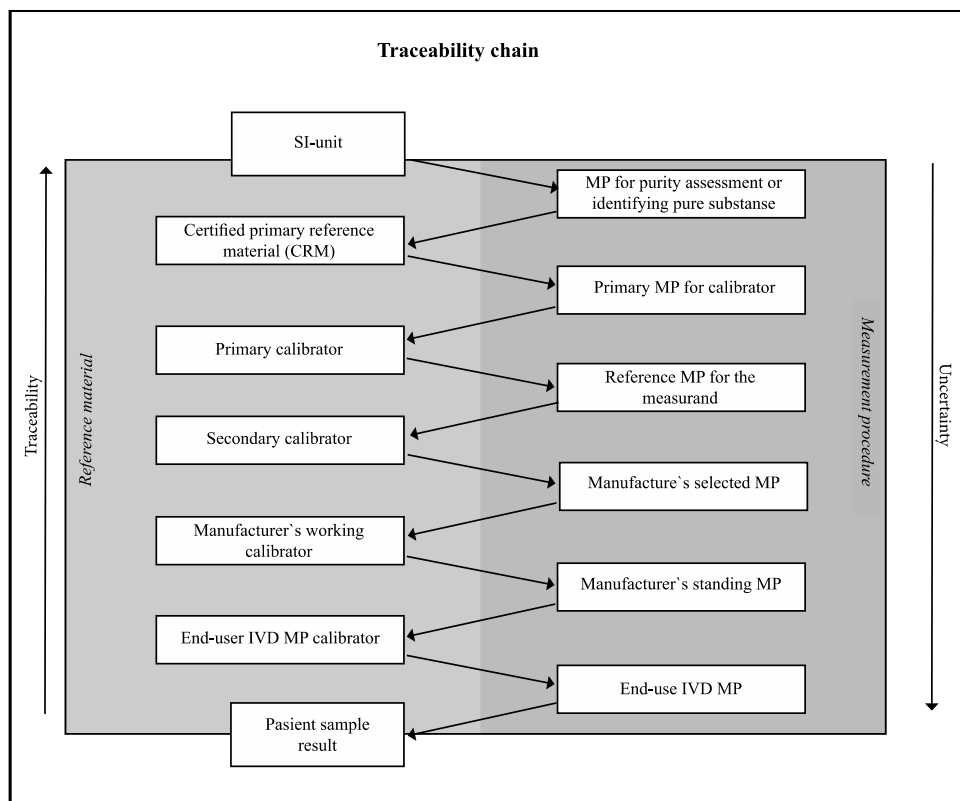 Traceability chain
SI-unit
MP for purity assessment or
identifying pure substanse
Certified primary reference
material (CRM)
Primary MP for calibrator
Primary calibrator
Reference MP for the
measurand
Secondary calibrator
Manufacture`s selected MP
Manufacturer`s working
calibrator
Manufacturer`s standing MP
End-user IVD MP calibrator
End-use IVD MP
Pasient sample
result
Traceability
Reference material
Measurement procedure
Uncertainty